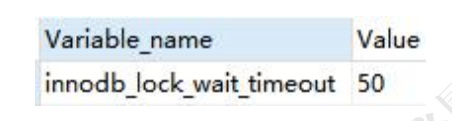 Variable_name Value
innodb_lock_wait_timeout 50